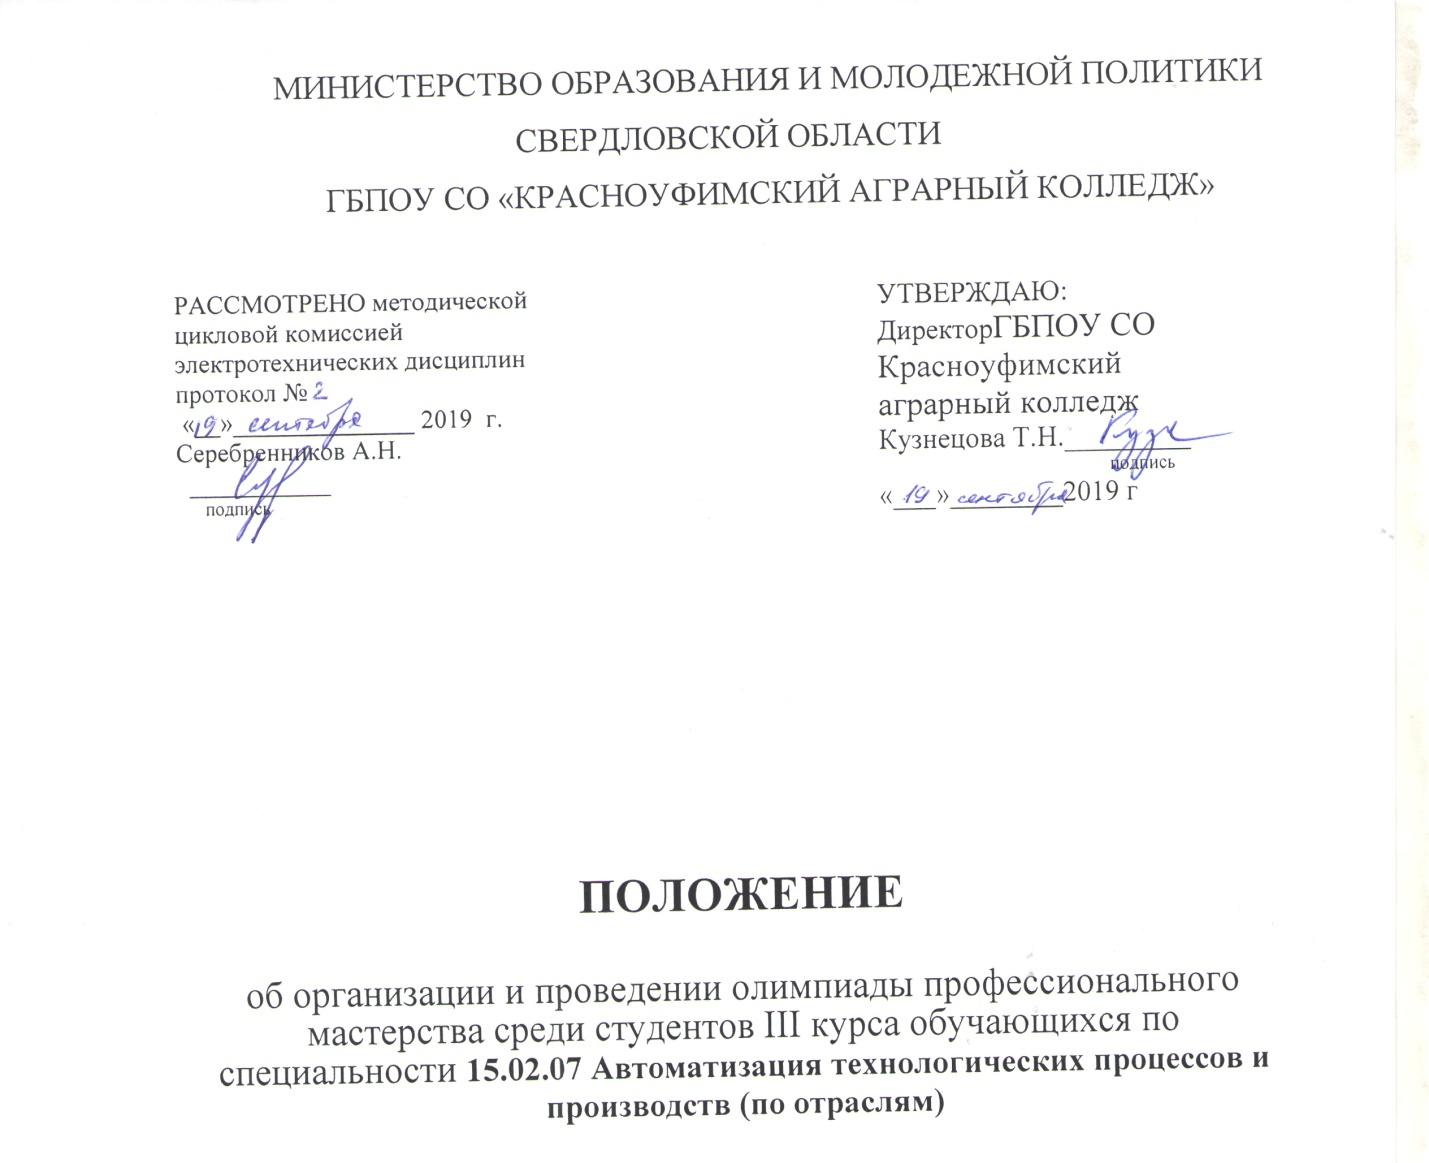 МИНИСТЕРСТВО ОБРАЗОВАНИЯ И МОЛОДЕЖНОЙ ПОЛИТИКИ
СВЕРДЛОВСКОЙ ОБЛАСТИ
ГБПОУ СО «КРАСНОУФИМСКИЙ АГРАРНЫЙ КОЛЛЕДЖ»
РАССМОТРЕНО методической
цикловой комиссией
электротехнических дисциплин
протокол № 2
«19» сентября 2019 г.
Серебренников А.Н.
подпись
УТВЕРЖДАЮ:
ДиректорГБПОУ СО
Красноуфимский
аграрный колледж
Кузнецова Т.Н.
подпись
«19» сентября 2019 г
ПОЛОЖЕНИЕ
об организации и проведении олимпиады профессионального
мастерства среди студентов III курса обучающихся по
специальности 15.02.07 Автоматизация технологических процессов и
производств (по отраслям)